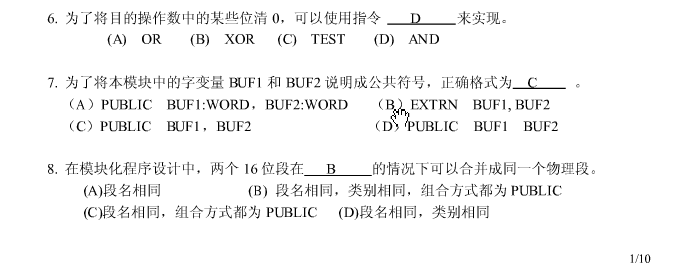 6. 为了将目的操作数中的某些位清 0，可以使用指令 D 来实现。
(A) OR (B) XOR (C) TEST (D) AND
7. 为了将本模块中的字变量 BUF1 和 BUF2 说明成公共符号，正确格式为 C 。
（A）PUBLIC BUF1:WORD，BUF2:WORD （B）EXTRN BUF1, BUF2
（C）PUBLIC BUF1，BUF2 （D）PUBLIC BUF1 BUF2
8. 在模块化程序设计中，两个 16 位段在 B 的情况下可以合并成同一个物理段。
(A)段名相同 (B) 段名相同，类别相同，组合方式都为 PUBLIC
(C)段名相同，组合方式都为 PUBLIC (D)段名相同，类别相同
1/10